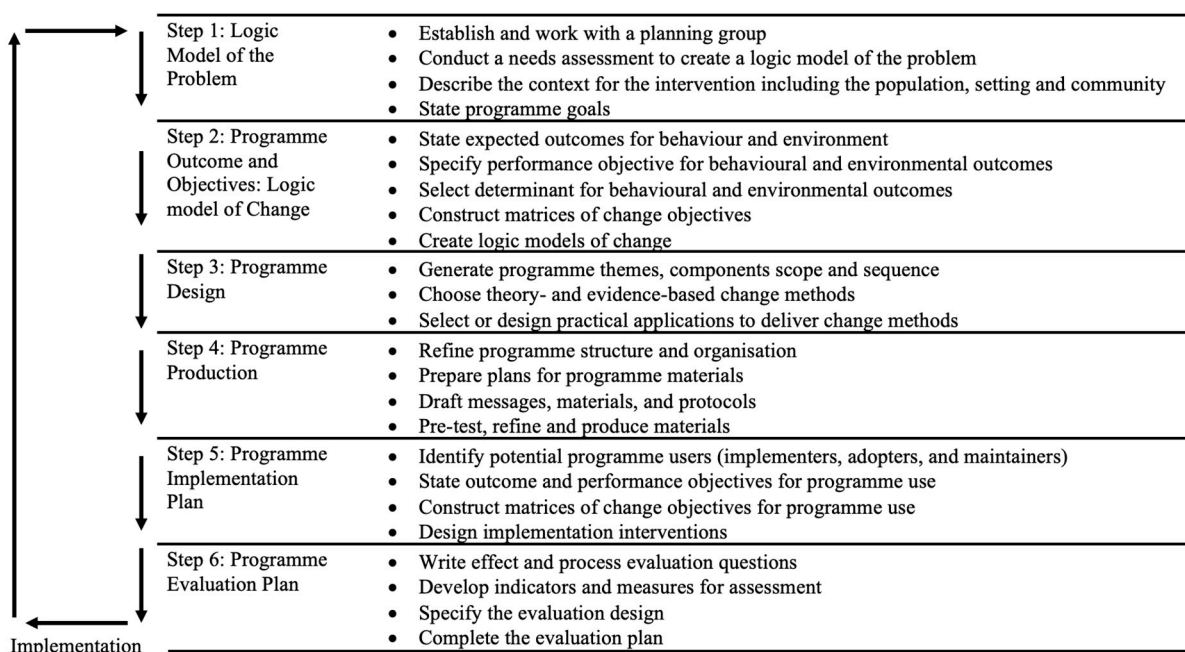 Step 1: Logic
Model of the
Problem
• Establish and work with a planning group
• Conduct a needs assessment to create a logic model of the problem
• Describe the context for the intervention including the population, setting and community
• State programme goals
Step 2: Programme
Outcome and
Objectives: Logic
model of Change
• State expected outcomes for behaviour and environment
• Specify performance objective for behavioural and environmental outcomes
• Select determinant for behavioural and environmental outcomes
• Construct matrices of change objectives
• Create logic models of change
Step 3: Programme
Design
• Generate programme themes, components scope and sequence
• Choose theory- and evidence-based change methods
• Select or design practical applications to deliver change methods
Step 4: Programme
Production
• Refine programme structure and organisation
• Prepare plans for programme materials
• Draft messages, materials, and protocols
• Pre-test, refine and produce materials
Step 5: Programme
Implementation
Plan
• Identify potential programme users (implementers, adopters, and maintainers)
• State outcome and performance objectives for programme use
• Construct matrices of change objectives for programme use
• Design implementation interventions
Step 6: Programme
Evaluation Plan
• Write effect and process evaluation questions
• Develop indicators and measures for assessment
• Specify the evaluation design
• Complete the evaluation plan
Implementation